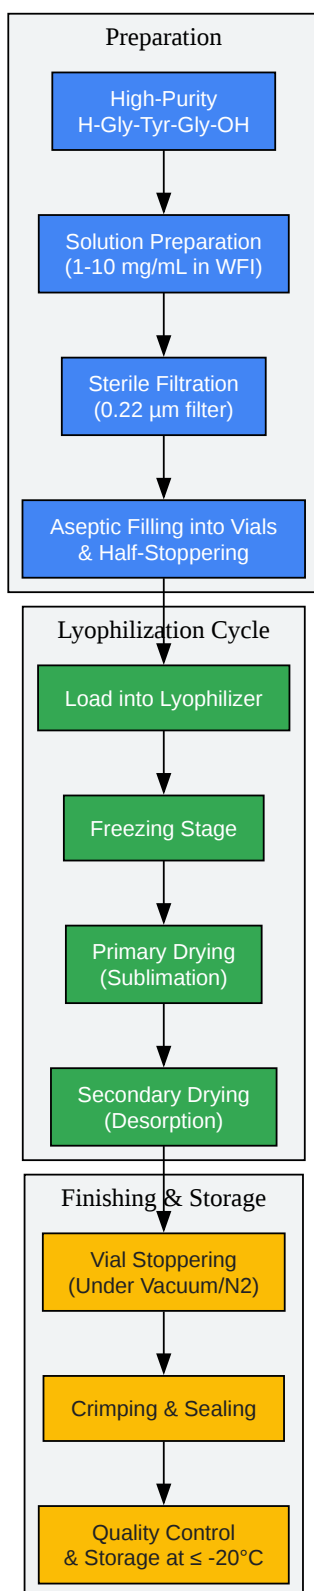 Preparation
High-Purity
H-Gly-Tyr-Gly-OH
Solution Preparation
(1-10 mg/mL in WFI)
Sterile Filtration
(0.22 µm filter)
Aseptic Filling into Vials
& Half-Stoppering
Lyophilization Cycle
Load into Lyophilizer
Freezing Stage
Primary Drying
(Sublimation)
Secondary Drying
(Desorption)
Finishing & Storage
Vial Stoppering
(Under Vacuum/N2)
Crimping & Sealing
Quality Control
& Storage at ≤ -20°C